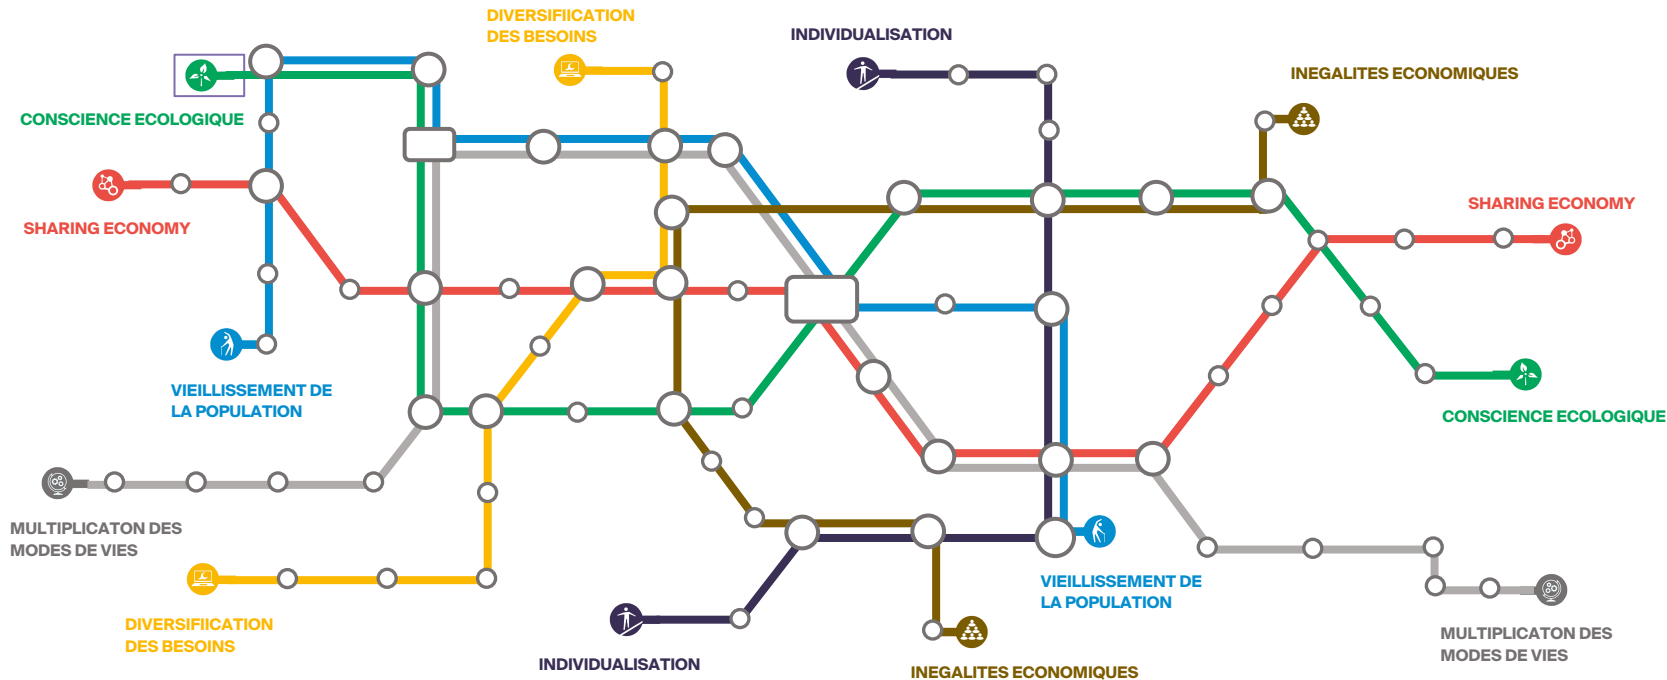 DIVERSIFIICATION
DES BESOINS
INDIVIDUALISATION
INEGALITES ECONOMIQUES
CONSCIENCE ECOLOGIQUE
SHARING ECONOMY
SHARING ECONOMY
VIEILLISSEMENT DE
LA POPULATION
CONSCIENCE ECOLOGIQUE
MULTIPLICATON DES
MODES DE VIES
VIEILLISSEMENT DE
LA POPULATION
DIVERSIFIICATION
DES BESOINS
MULTIPLICATON DES
MODES DE VIES
INDIVIDUALISATION
INEGALITES ECONOMIQUES